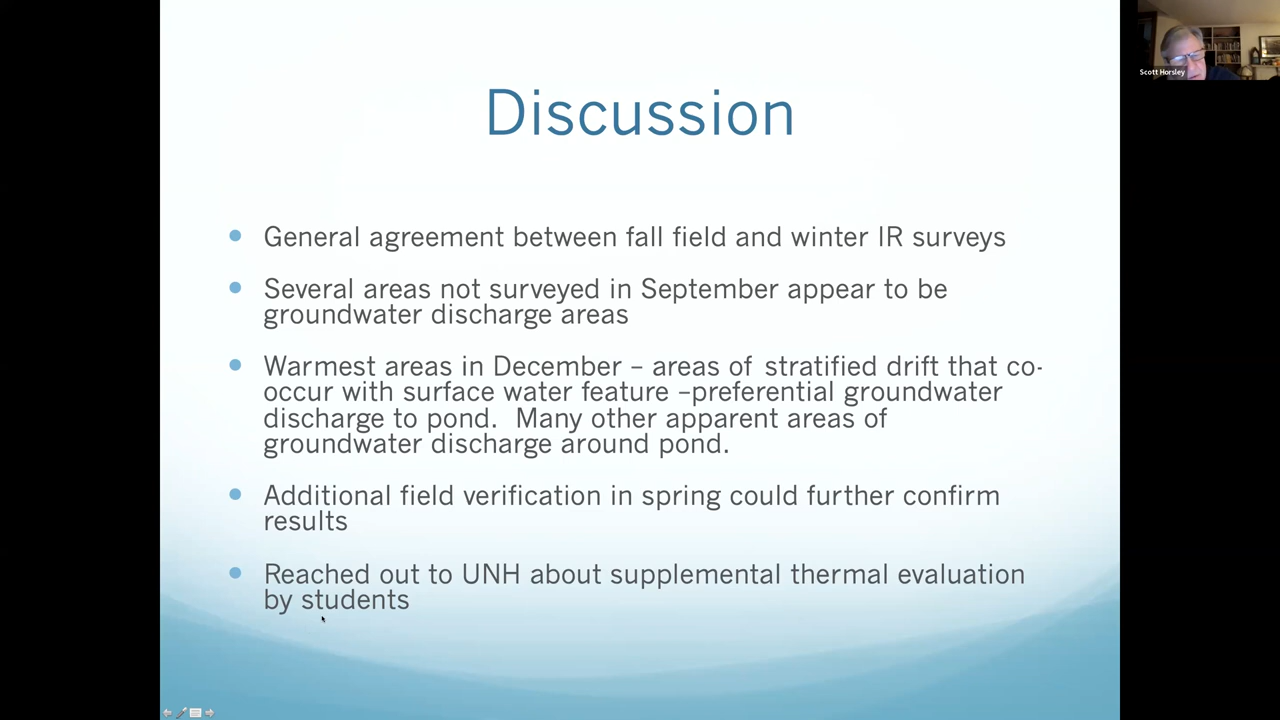 Discussion
General agreement between fall field and winter IR surveys
Several areas not surveyed in September appear to be
groundwater discharge areas
Warmest areas in December – areas of stratified drift that co-
occur with surface water feature –preferential groundwater
discharge to pond. Many other apparent areas of
groundwater discharge around pond.
Additional field verification in spring could further confirm
results
Reached out to UNH about supplemental thermal evaluation
by students
Scott Horsley